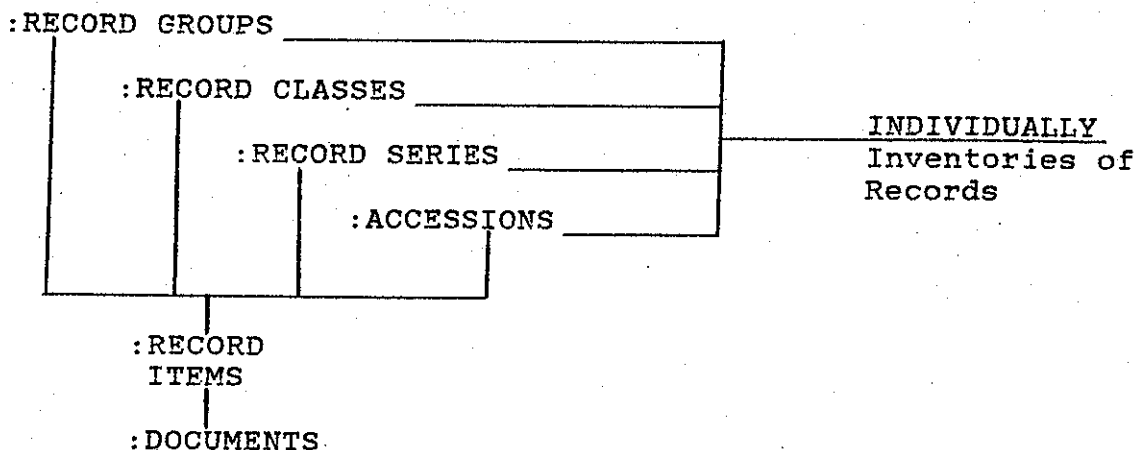 :RECORD GROUPS
:RECORD CLASSES
INDIVIDUALLY
:RECORD SERIES
Inventories of
Records
:ACCESSIONS
:RECORD
ITEMS
:DOCUMENTS